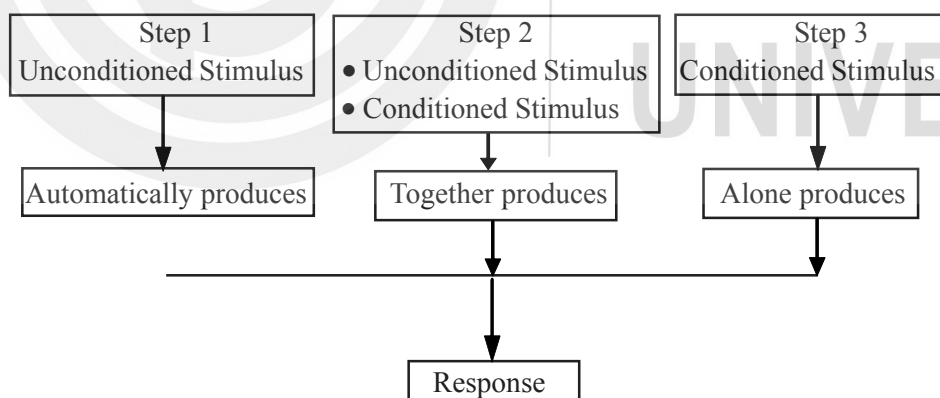 Step 1
Unconditioned Stimulus
Step 2
• Unconditioned Stimulus
• Conditioned Stimulus
Step 3
Conditioned Stimulus
UNIVE
Automatically produces
Together produces
Alone produces
Response